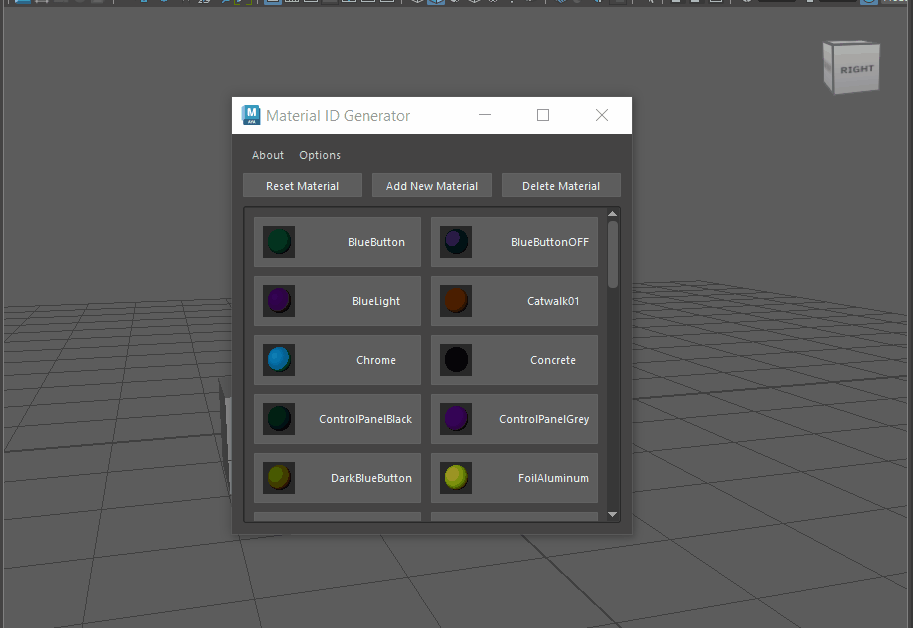 RIGHT
M
Material ID Generator
About Options
Reset Material Add New Material Delete Material
BlueButton BlueButtonOFF
BlueLight Catwalk01
Chrome Concrete
ControlPanelBlack ControlPanelGrey
DarkBlueButton FoilAluminum